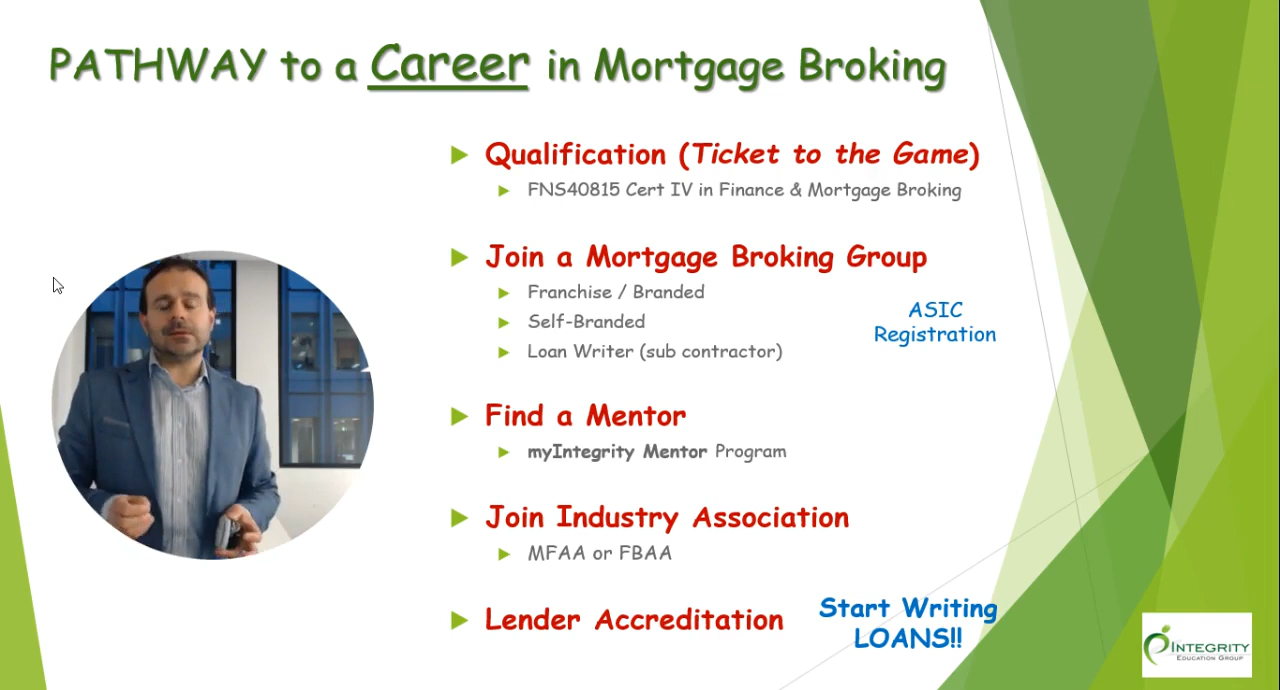 PATHWAY to a Career in Mortgage Broking
Qualification (Ticket to the Game)
FNS40815 Cert IV in Finance & Mortgage Broking
Join a Mortgage Broking Group
Franchise / Branded
Self-Branded
Loan Writer (sub contractor)
ASIC
Registration
Find a Mentor
myIntegrity Mentor Program
Join Industry Association
MFAA or FBAA
Lender Accreditation
Start Writing
LOANS!!
INTEGRITY
EDUCATION GROUP